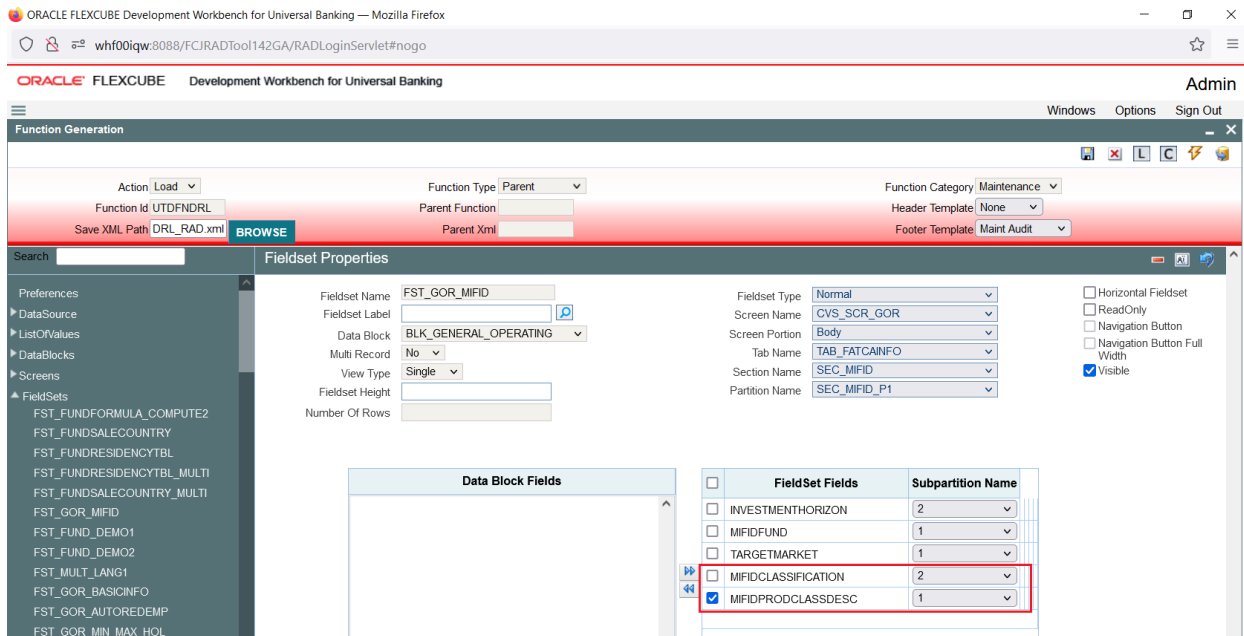 ORACLE FLEXCUBE Development Workbench for Universal Banking — Mozilla Firefox
whf00iqw:8088/FCJRADTool142GA/RADLoginServlet#nogo
ORACLE FLEXCUBE Development Workbench for Universal Banking
Admin
Windows Options Sign Out
Function Generation
L C
Action Load Function Type Parent Function Category Maintenance
Function Id UTDFNDRL Parent Function Header Template None
Save XML Path DRL_RAD.xml BROWSE Parent Xml Footer Template Maint Audit
Search Fieldset Properties
Preferences
DataSource
ListOfValues
DataBlocks
Screens
FieldSets
FST_FUNDFORMULA_COMPUTE2
FST_FUNDSALECOUNTRY
FST_FUNDRESIDENCYTBL
FST_FUNDRESIDENCYTBL_MULTI
FST_FUNDSALECOUNTRY_MULTI
FST_GOR_MIFID
FST_FUND_DEMO1
FST_FUND_DEMO2
FST_MULT_LANG1
FST_GOR_BASICINFO
FST_GOR_AUTOREDEMP
FST_GOR_MIN_MAX_HOL
Fieldset Name FST_GOR_MIFID
Fieldset Label
Data Block BLK_GENERAL_OPERATING
Multi Record No
View Type Single
Fieldset Height
Number Of Rows
Fieldset Type Normal
Screen Name CVS_SCR_GOR
Screen Portion Body
Tab Name TAB_FATCAINFO
Section Name SEC_MIFID
Partition Name SEC_MIFID_P1
Horizontal Fieldset
ReadOnly
Navigation Button
Navigation Button Full
Width
Visible
Data Block Fields
FieldSet Fields Subpartition Name
INVESTMENTHORIZON 2
MIFIDFUND 1
TARGETMARKET 1
MIFIDCLASSIFICATION 2
MIFIDPRODCLASSDESC 1